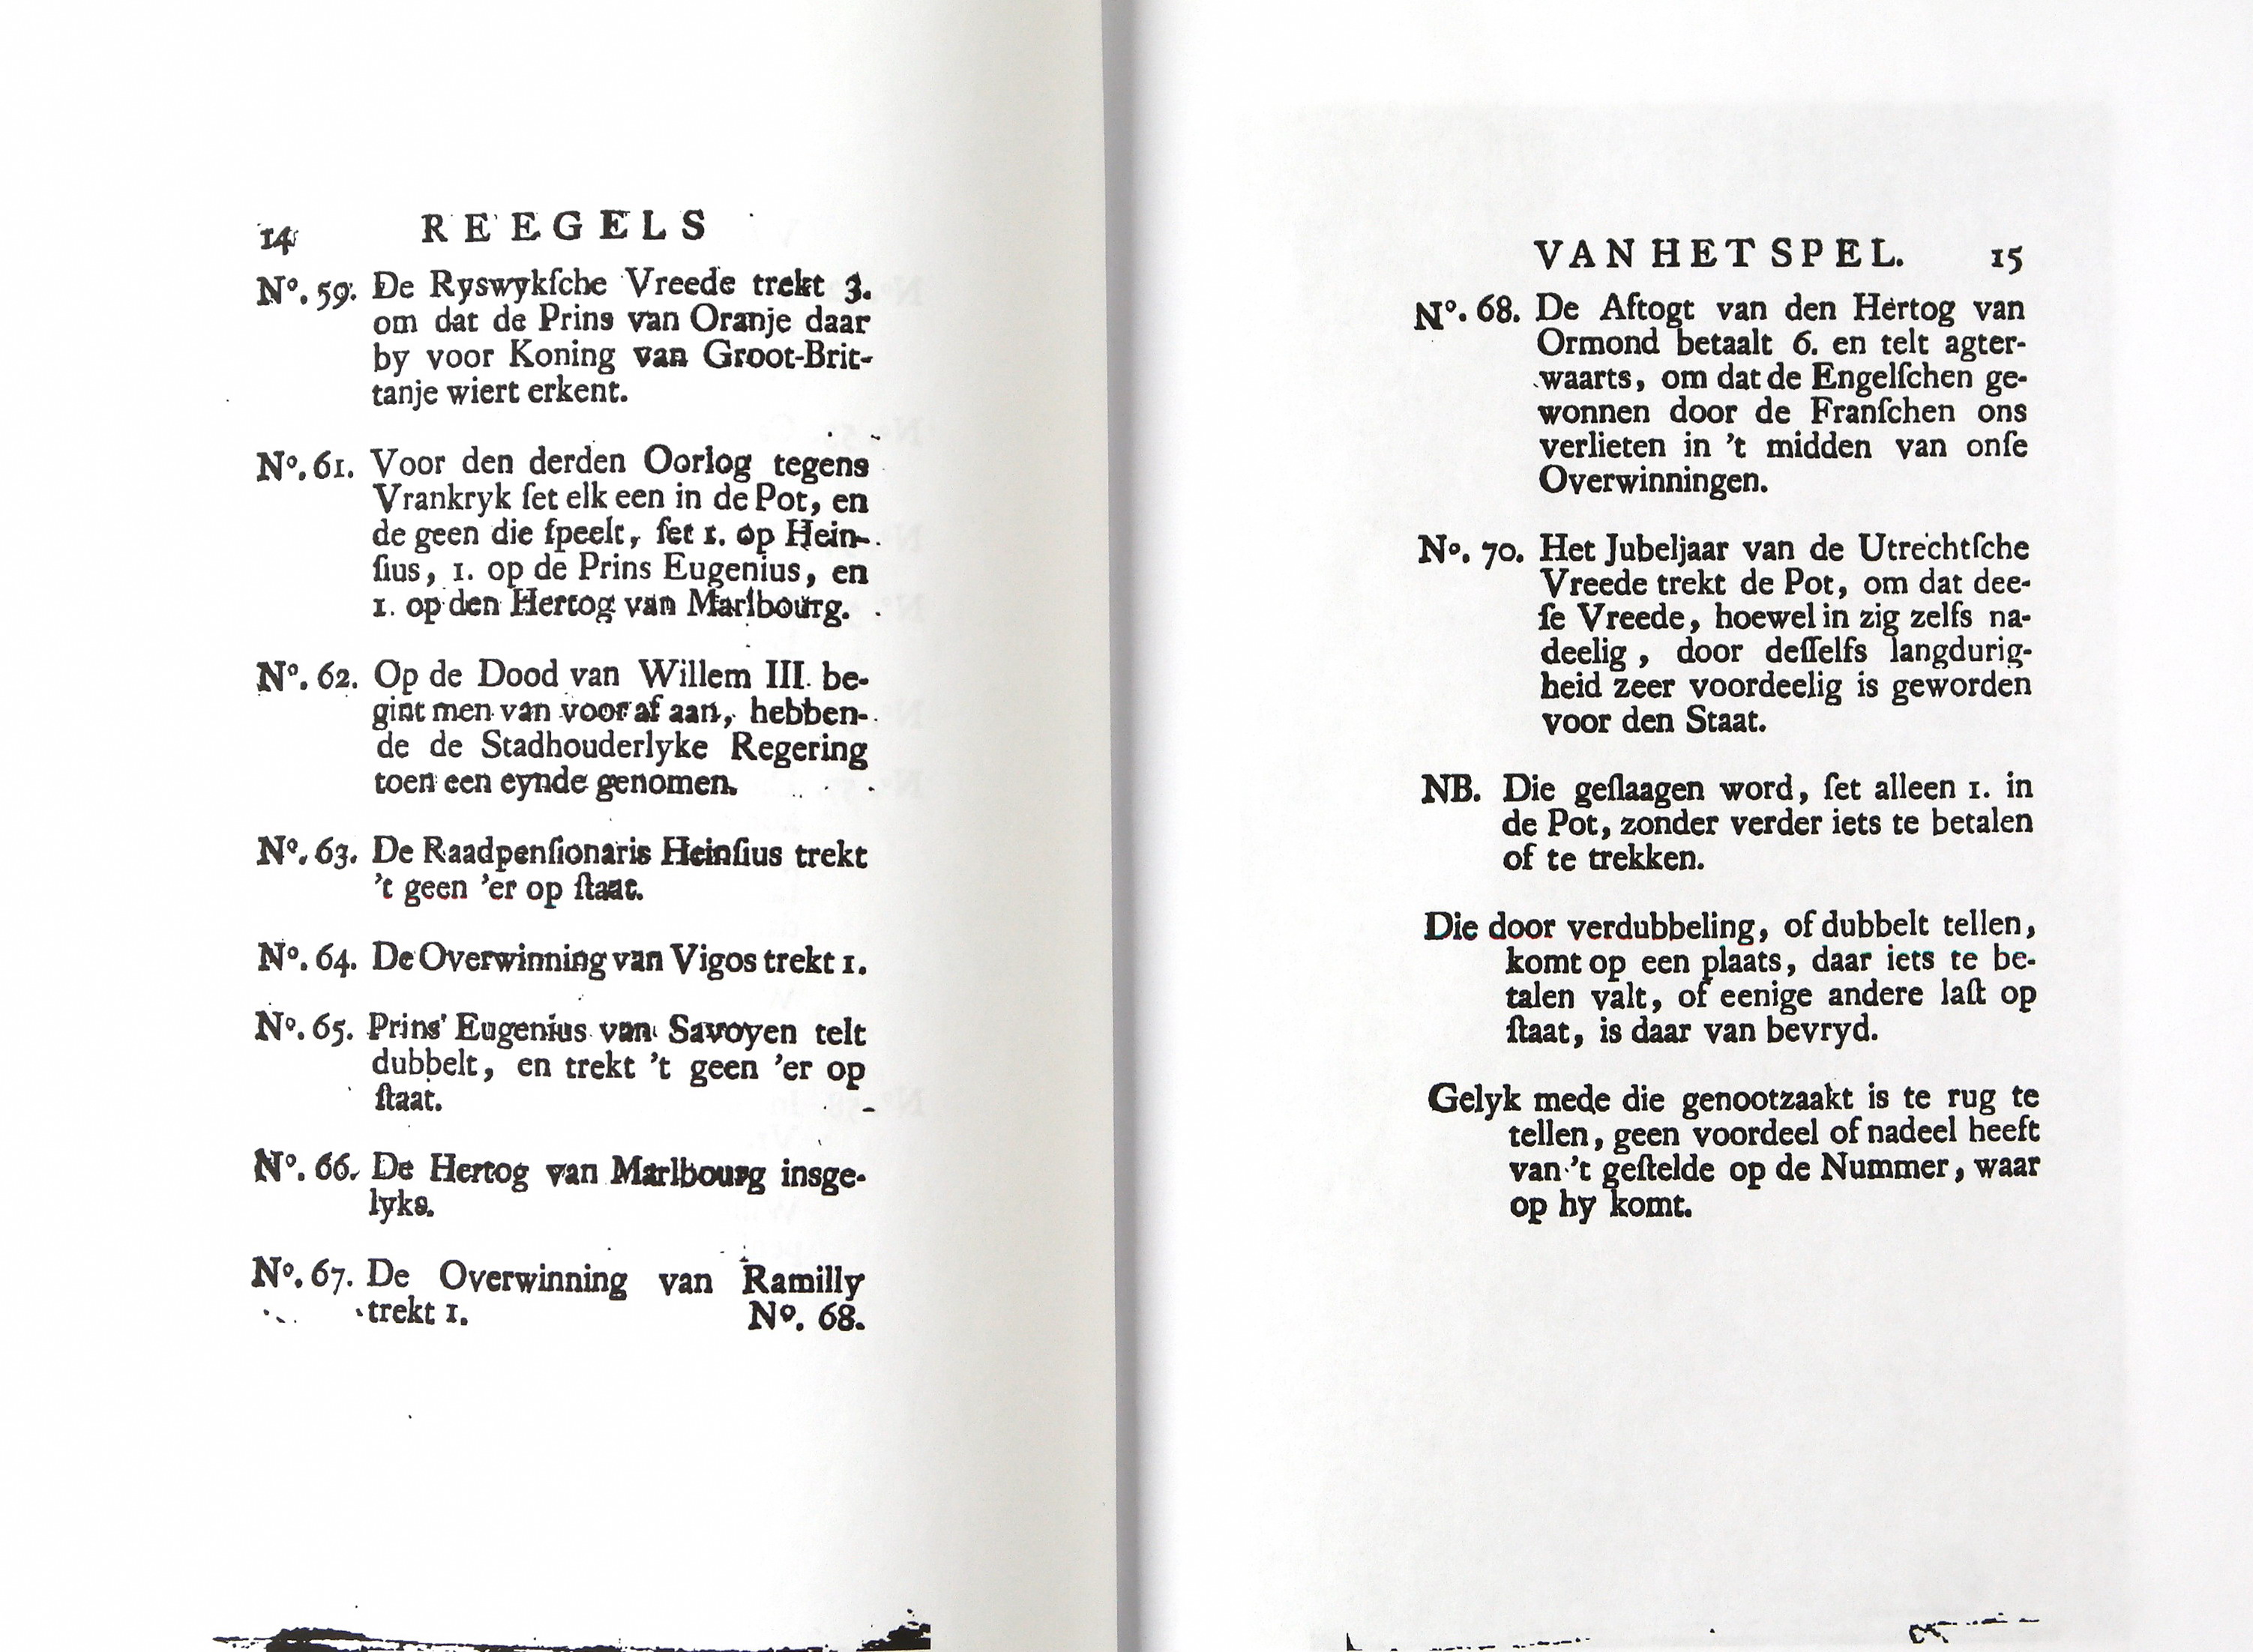 14 REEGELS
Nº. 59. De Ryswykſche Vreede trekt 3.
om dat de Prins van Oranje daar
by voor Koning van Groot-Brit-
tanje wiert erkent.
Nº. 61. Voor den derden Oorlog tegens
Vrankryk ſet elk een in de Pot, en
de geen die ſpeelt, ſet 1. op Hein-
ſius, 1. op de Prins Eugenius, en
1. op den Hertog van Marlbourg.
Nº. 62. Op de Dood van Willem III. be-
gint men van voor af aan, hebben-
de de Stadhouderlyke Regering
toen een eynde genomen.
Nº. 63. De Raadpenſionaris Heinſius trekt
't geen 'er op ſtaat.
Nº. 64. De Overwinning van Vigos trekt 1.
Nº. 65. Prins Eugenius van Savoyen telt
dubbelt, en trekt 't geen 'er op
ſtaat.
Nº. 66. De Hertog van Marlbourg insge-
lyks.
Nº. 67. De Overwinning van Ramilly
trekt 1. Nº. 68.
VAN HET SPEL. 15
Nº. 68. De Aftogt van den Hertog van
Ormond betaalt 6. en telt agter-
waarts, om dat de Engelſchen ge-
wonnen door de Franſchen ons
verlieten in 't midden van onſe
Overwinningen.
Nº. 70. Het Jubeljaar van de Utrechtſche
Vreede trekt de Pot, om dat dee-
ſe Vreede, hoewel in zig zelfs na-
deelig, door deſſelfs langdurig-
heid zeer voordeelig is geworden
voor den Staat.
NB. Die geſlaagen word, ſet alleen 1. in
de Pot, zonder verder iets te betalen
of te trekken.
Die door verdubbeling, of dubbelt tellen,
komt op een plaats, daar iets te be-
talen valt, of eenige andere laſt op
ſtaat, is daar van bevryd.
Gelyk mede die genootzaakt is te rug te
tellen, geen voordeel of nadeel heeft
van 't geſtelde op de Nummer, waar
op hy komt.